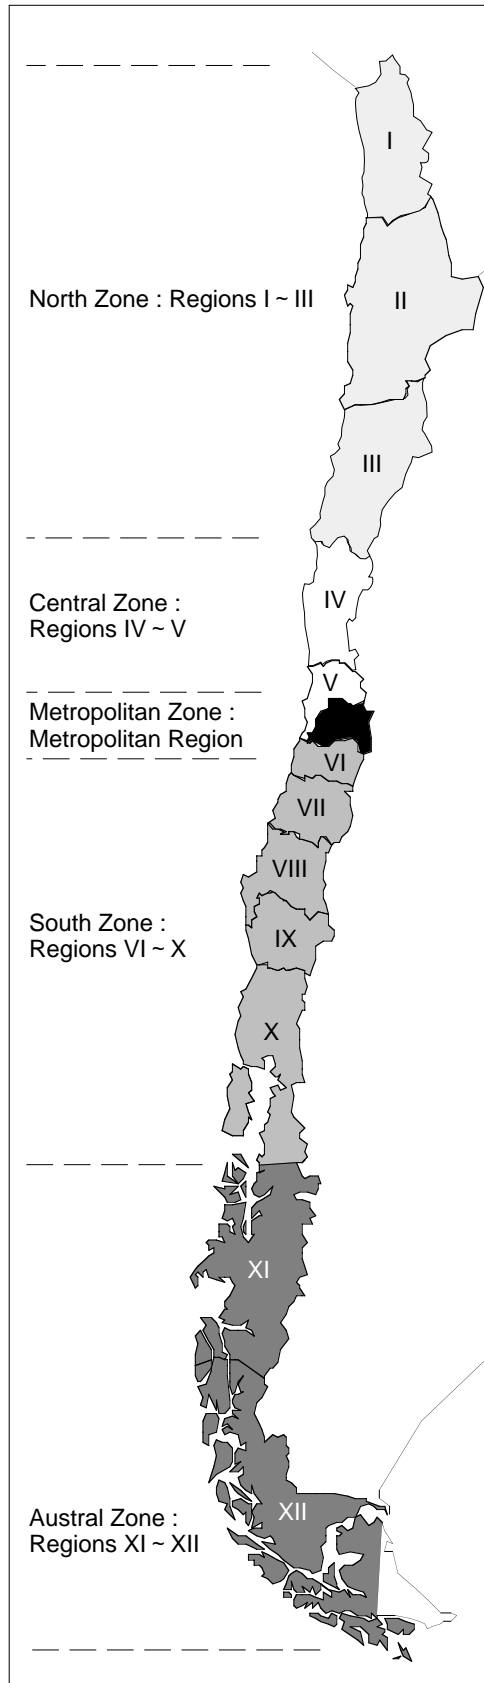 I
North Zone : Regions I ~ III
II
III
Central Zone :
Regions IV ~ V
IV
V
Metropolitan Zone :
Metropolitan Region
VI
VII
VIII
South Zone :
Regions VI ~ X
IX
X
XI
XII
Austral Zone :
Regions XI ~ XII